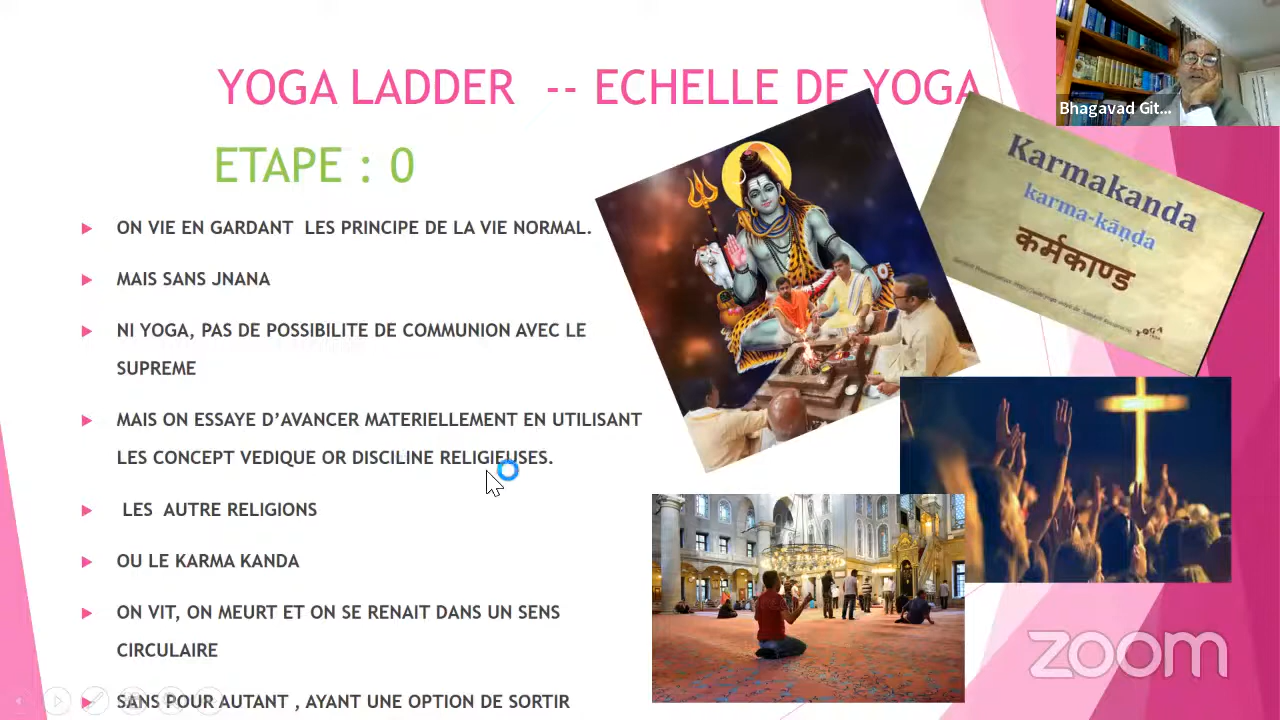 YOGA LADDER -- ECHELLE DE YOGA
ETAPE : 0
ON VIE EN GARDANT LES PRINCIPE DE LA VIE NORMAL.
MAIS SANS JNANA
NI YOGA, PAS DE POSSIBILITE DE COMMUNION AVEC LE
SUPREME
MAIS ON ESSAYE D’AVANCER MATERIELLEMENT EN UTILISANT
LES CONCEPT VEDIQUE OR DISCILINE RELIGIEUSES.
LES AUTRE RELIGIONS
OU LE KARMA KANDA
ON VIT, ON MEURT ET ON SE RENAIT DANS UN SENS
CIRCULAIRE
SANS POUR AUTANT , AYANT UNE OPTION DE SORTIR
Karmakanda
karma-kāṇḍa
कर्मकाण्ड
YOGA
Bhagavad Git...
zoom